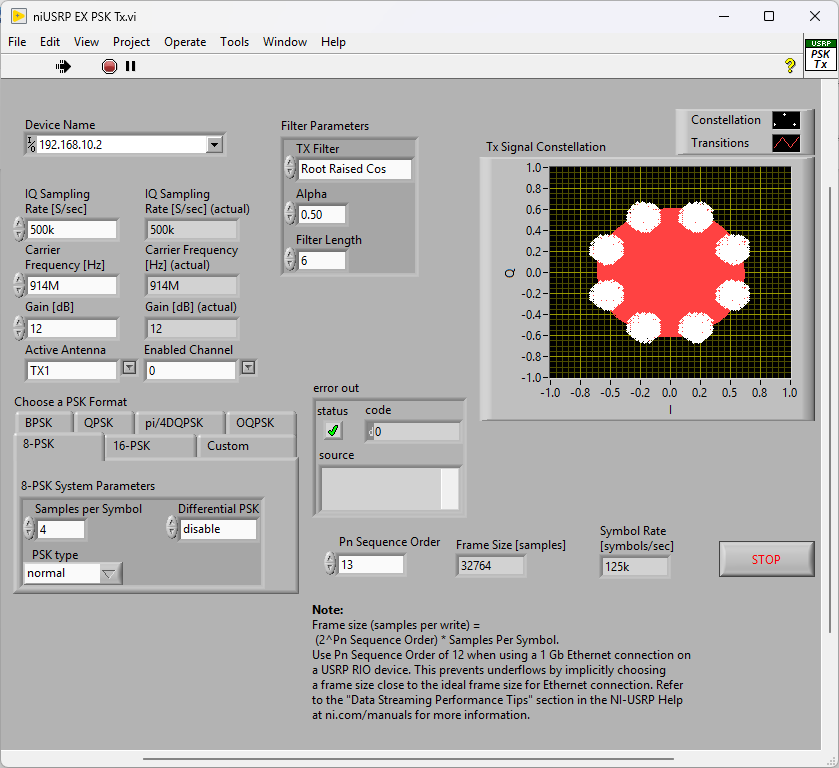 niUSRP EX PSK Tx.vi
File Edit View Project Operate Tools Window Help
?
USRP
PSK
Tx
Device Name
I/O 192.168.10.2
IQ Sampling
Rate [S/sec]
500k
IQ Sampling
Rate [S/sec] (actual)
500k
Carrier
Frequency [Hz]
914M
Carrier Frequency
[Hz] (actual)
914M
Gain [dB]
12
Gain [dB] (actual)
12
Active Antenna
TX1
Enabled Channel
0
Filter Parameters
TX Filter
Root Raised Cos
Alpha
0.50
Filter Length
6
Constellation
Transitions
Tx Signal Constellation
1.0
0.8
0.6
0.4
0.2
0.0
-0.2
-0.4
-0.6
-0.8
-1.0
Q
-1.0 -0.8 -0.5 -0.2 0.0 0.2 0.5 0.8 1.0
I
Choose a PSK Format
BPSK QPSK pi/4DQPSK OQPSK
8-PSK 16-PSK Custom
8-PSK System Parameters
Samples per Symbol
4
Differential PSK
disable
PSK type
normal
error out
status code
d0
source
Pn Sequence Order
13
Frame Size [samples]
32764
Symbol Rate
[symbols/sec]
125k
STOP
Note:
Frame size (samples per write) =
(2^Pn Sequence Order) * Samples Per Symbol.
Use Pn Sequence Order of 12 when using a 1 Gb Ethernet connection on
a USRP RIO device. This prevents underflows by implicitly choosing
a frame size close to the ideal frame size for Ethernet connection. Refer
to the "Data Streaming Performance Tips" section in the NI-USRP Help
at ni.com/manuals for more information.